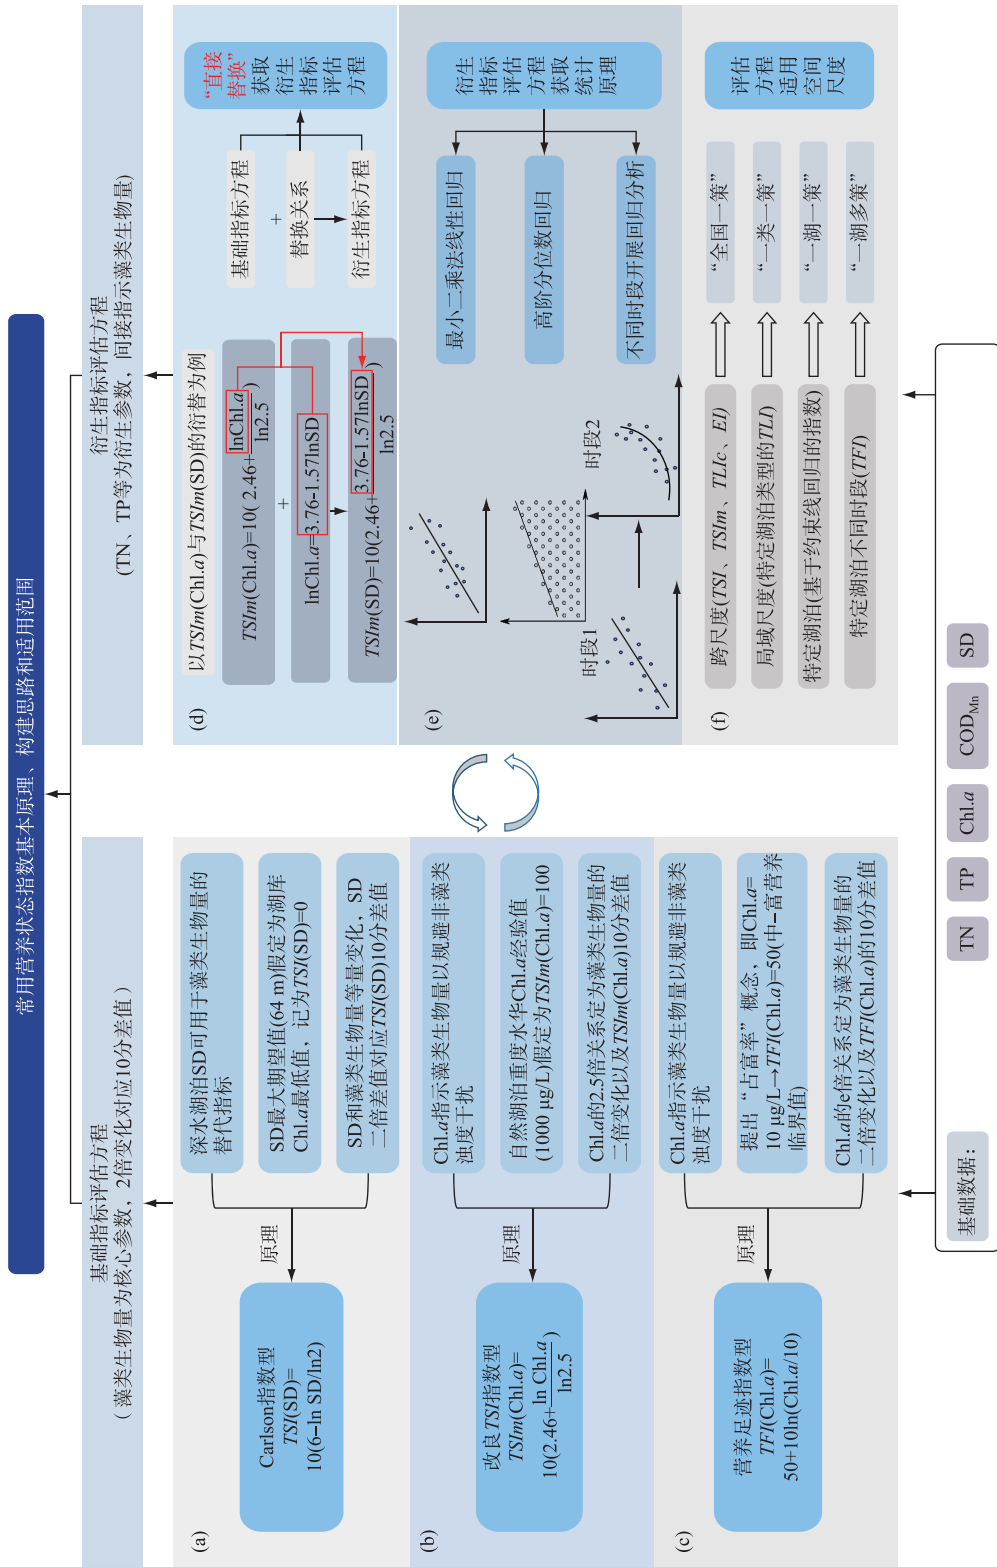 常用营养状态指数基本原理、构建思路和适用范围
基础指标评估方程
(藻类生物量为核心参数，2倍变化对应10分差值)
衍生指标评估方程
(TN、TP等为衍生参数，间接指示藻类生物量)
(a)
Carlson指数型
TSI(SD)=
10(6−ln SD/ln2)
原理
深水湖泊SD可用于藻类生物量的
替代指标
SD最大期望值(64 m)假定为湖库
Chl.a最低值，记为TSI(SD)=0
SD和藻类生物量等量变化，SD
二倍差值对应TSI(SD)10分差值
(b)
改良TSI指数型
TSIm(Chl.a)=
10(2.46+ln Chl.a/ln2.5)
原理
Chl.a指示藻类生物量以规避非藻类
浊度干扰
自然湖泊重度水华Chl.a经验值
(1000 μg/L)假定为TSIm(Chl.a)=100
Chl.a的2.5倍关系定为藻类生物量的
二倍变化以及TSIm(Chl.a)10分差值
(c)
营养足迹指数型
TFI(Chl.a)=
50+10ln(Chl.a/10)
原理
Chl.a指示藻类生物量以规避非藻类
浊度干扰
提出“占富率”概念，即Chl.a=
10 μg/L→TFI(Chl.a)=50(中−富营养
临界值)
Chl.a的e倍关系定为藻类生物量的
二倍变化以及TFI(Chl.a)的10分差值
(d)
以TSIm(Chl.a)与TSIm(SD)的衍替为例
TSIm(Chl.a)=10( 2.46+lnChl.a/ln2.5)
+
lnChl.a=3.76-1.57lnSD
TSIm(SD)=10(2.46+3.76-1.57lnSD/ln2.5)
基础指标方程
+
替换关系
衍生指标方程
“直接
替换”
获取
衍生
指标
评估
方程
(e)
时段1
时段2
最小二乘法线性回归
高阶分位数回归
不同时段开展回归分析
衍生
指标
评估
方程
获取
统计
原理
(f)
跨尺度(TSI、TSIm、TLIc、EI)
“全国一策”
局域尺度(特定湖泊类型的TLI)
“一类一策”
特定湖泊(基于约束线回归的指数)
“一湖一策”
特定湖泊不同时段(TFI)
“一湖多策”
评估
方程
适用
空间
尺度
基础数据：
TN
TP
Chl.a
CODMn
SD